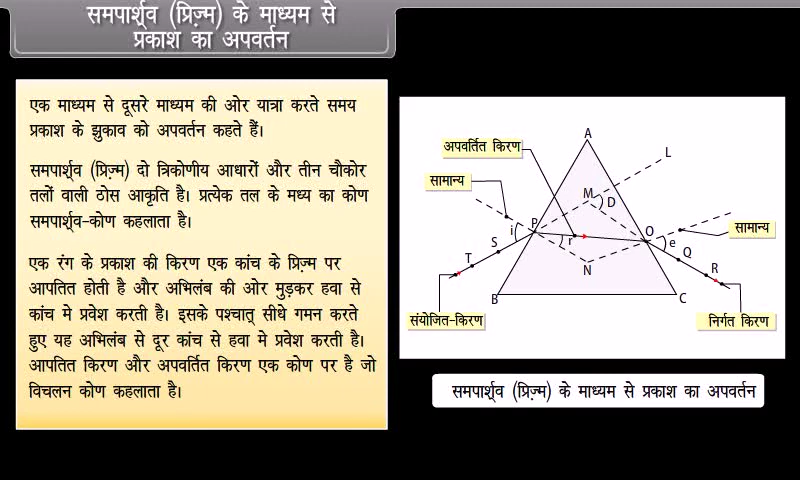 समपार्श्व (प्रिज़्म) के माध्यम से
प्रकाश का अपवर्तन
एक माध्यम से दूसरे माध्यम की ओर यात्रा करते समय
प्रकाश के झुकाव को अपवर्तन कहते हैं।
समपार्श्व (प्रिज़्म) दो त्रिकोणीय आधारों और तीन चौकोर
तलों वाली ठोस आकृति है। प्रत्येक तल के मध्य का कोण
समपार्श्व-कोण कहलाता है।
एक रंग के प्रकाश की किरण एक कांच के प्रिज़्म पर
आपतित होती है और अभिलंब की ओर मुड़कर हवा से
कांच मे प्रवेश करती है। इसके पश्चात् सीधे गमन करते
हुए यह अभिलंब से दूर कांच से हवा मे प्रवेश करती है।
आपतित किरण और अपवर्तित किरण एक कोण पर है जो
विचलन कोण कहलाता है।
A
अपवर्तित किरण
L
सामान्य
M
D
P
i
r
O
e
सामान्य
S
T
N
Q
R
B
C
संयोजित-किरण
निर्गत किरण
समपार्श्व (प्रिज़्म) के माध्यम से प्रकाश का अपवर्तन